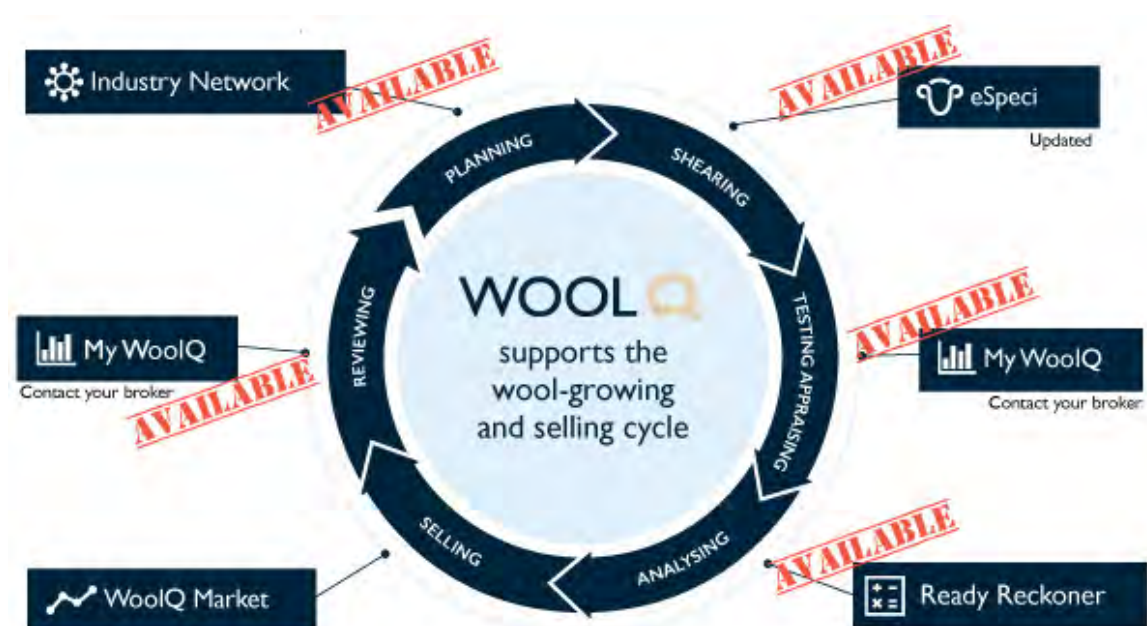 Industry Network
AVAILABLE
AVAILABLE
eSpeci
Updated
PLANNING
SHEARING
WOOL Q
supports the
wool-growing
and selling cycle
REVIEWING
TESTING APPRAISING
My WoolQ
Contact your broker
AVAILABLE
AVAILABLE
My WoolQ
Contact your broker
SELLING
ANALYSING
AVAILABLE
WoolQ Market
Ready Reckoner